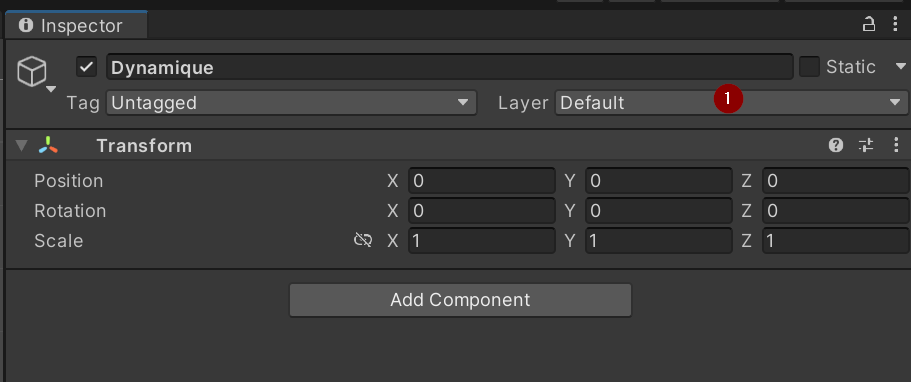 Inspector
Dynamique Static
Tag Untagged Layer Default 1
Transform
Position X 0 Y 0 Z 0
Rotation X 0 Y 0 Z 0
Scale X 1 Y 1 Z 1
Add Component